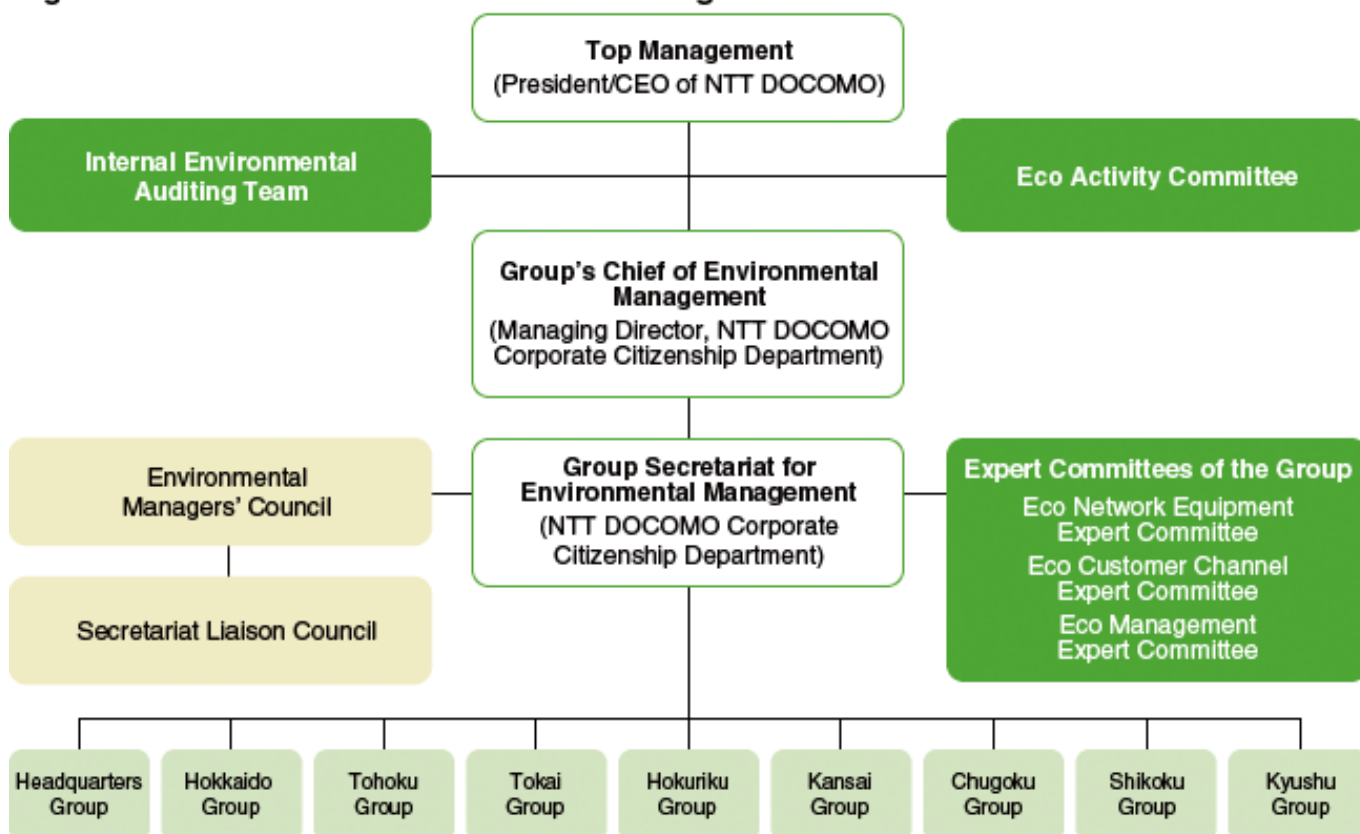 Top Management
(President/CEO of NTT DOCOMO)
Internal Environmental
Auditing Team
Eco Activity Committee
Group’s Chief of Environmental
Management
(Managing Director, NTT DOCOMO
Corporate Citizenship Department)
Environmental
Managers’ Council
Group Secretariat for
Environmental Management
(NTT DOCOMO Corporate
Citizenship Department)
Expert Committees of the Group
Eco Network Equipment
Expert Committee
Eco Customer Channel
Expert Committee
Eco Management
Expert Committee
Secretariat Liaison Council
Headquarters
Group
Hokkaido
Group
Tohoku
Group
Tokai
Group
Hokuriku
Group
Kansai
Group
Chugoku
Group
Shikoku
Group
Kyushu
Group